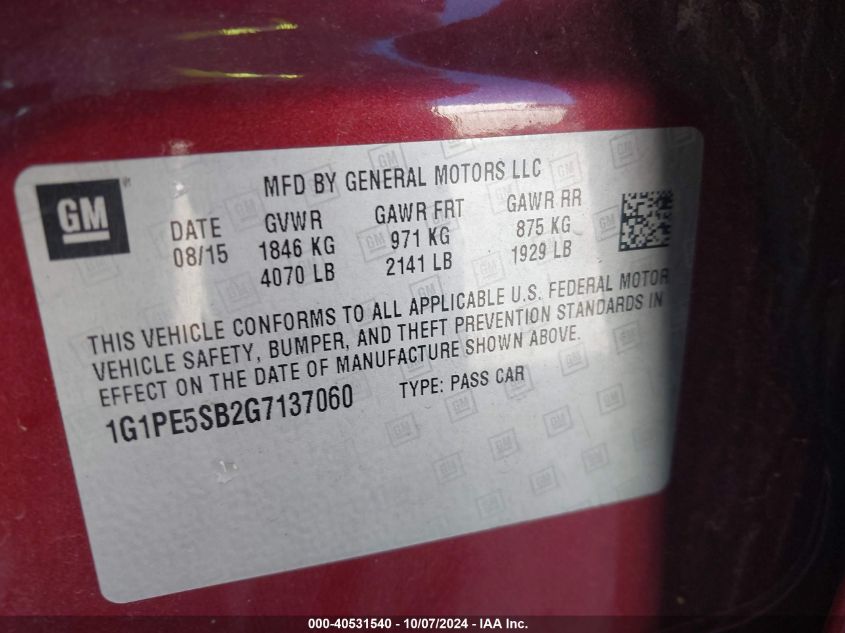 GM
MFD BY GENERAL MOTORS LLC
DATE GVWR GAWR FRT GAWR RR
08/15 1846 KG 971 KG 875 KG
4070 LB 2141 LB 1929 LB
THIS VEHICLE CONFORMS TO ALL APPLICABLE U.S. FEDERAL MOTOR
VEHICLE SAFETY, BUMPER, AND THEFT PREVENTION STANDARDS IN
EFFECT ON THE DATE OF MANUFACTURE SHOWN ABOVE.
1G1PE5SB2G7137060 TYPE: PASS CAR
000-40531540 - 10/07/2024 - IAA Inc.